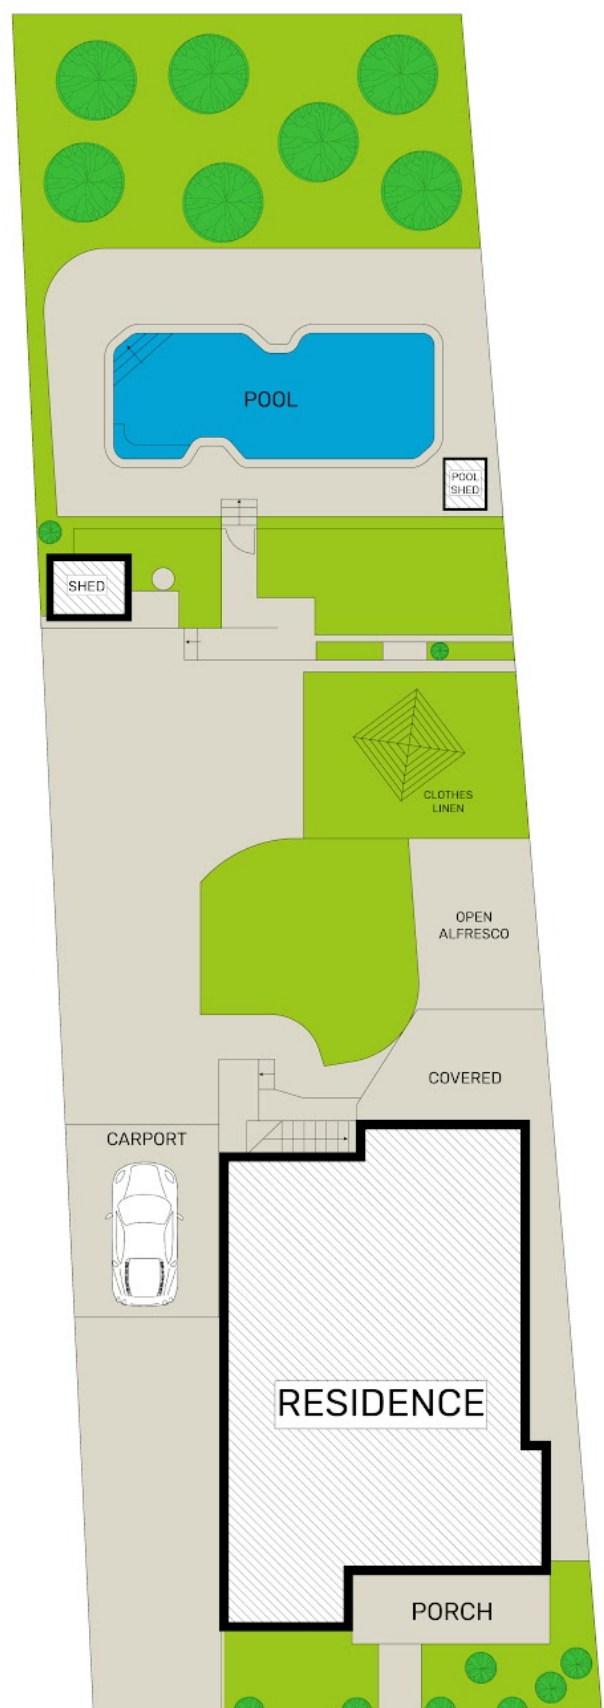 POOL
POOL
SHED
SHED
CLOTHES
LINEN
OPEN
ALFRESCO
COVERED
CARPORT
RESIDENCE
PORCH